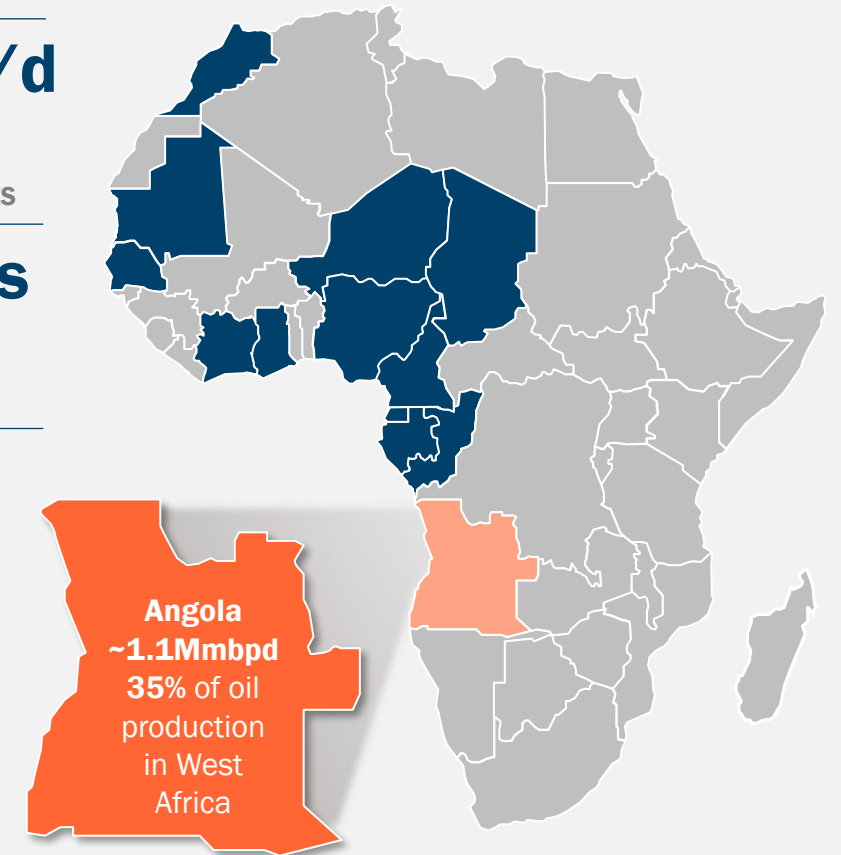 /d
s
s
Angola
~1.1Mmbpd
35% of oil
production
in West
Africa